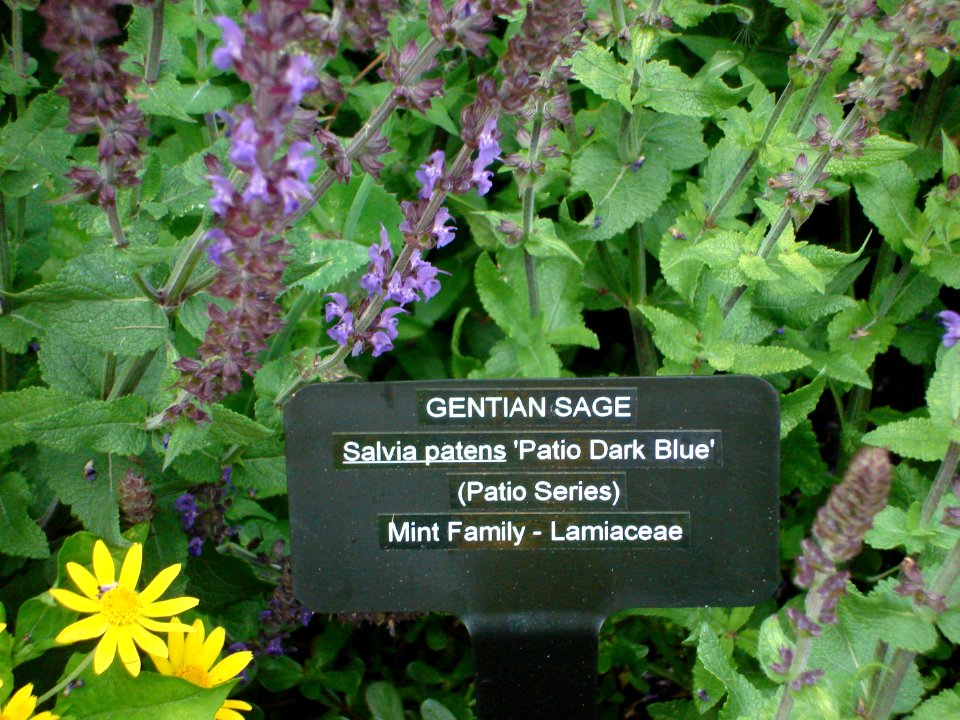 GENTIAN SAGE
Salvia patens 'Patio Dark Blue'
(Patio Series)
Mint Family - Lamiaceae